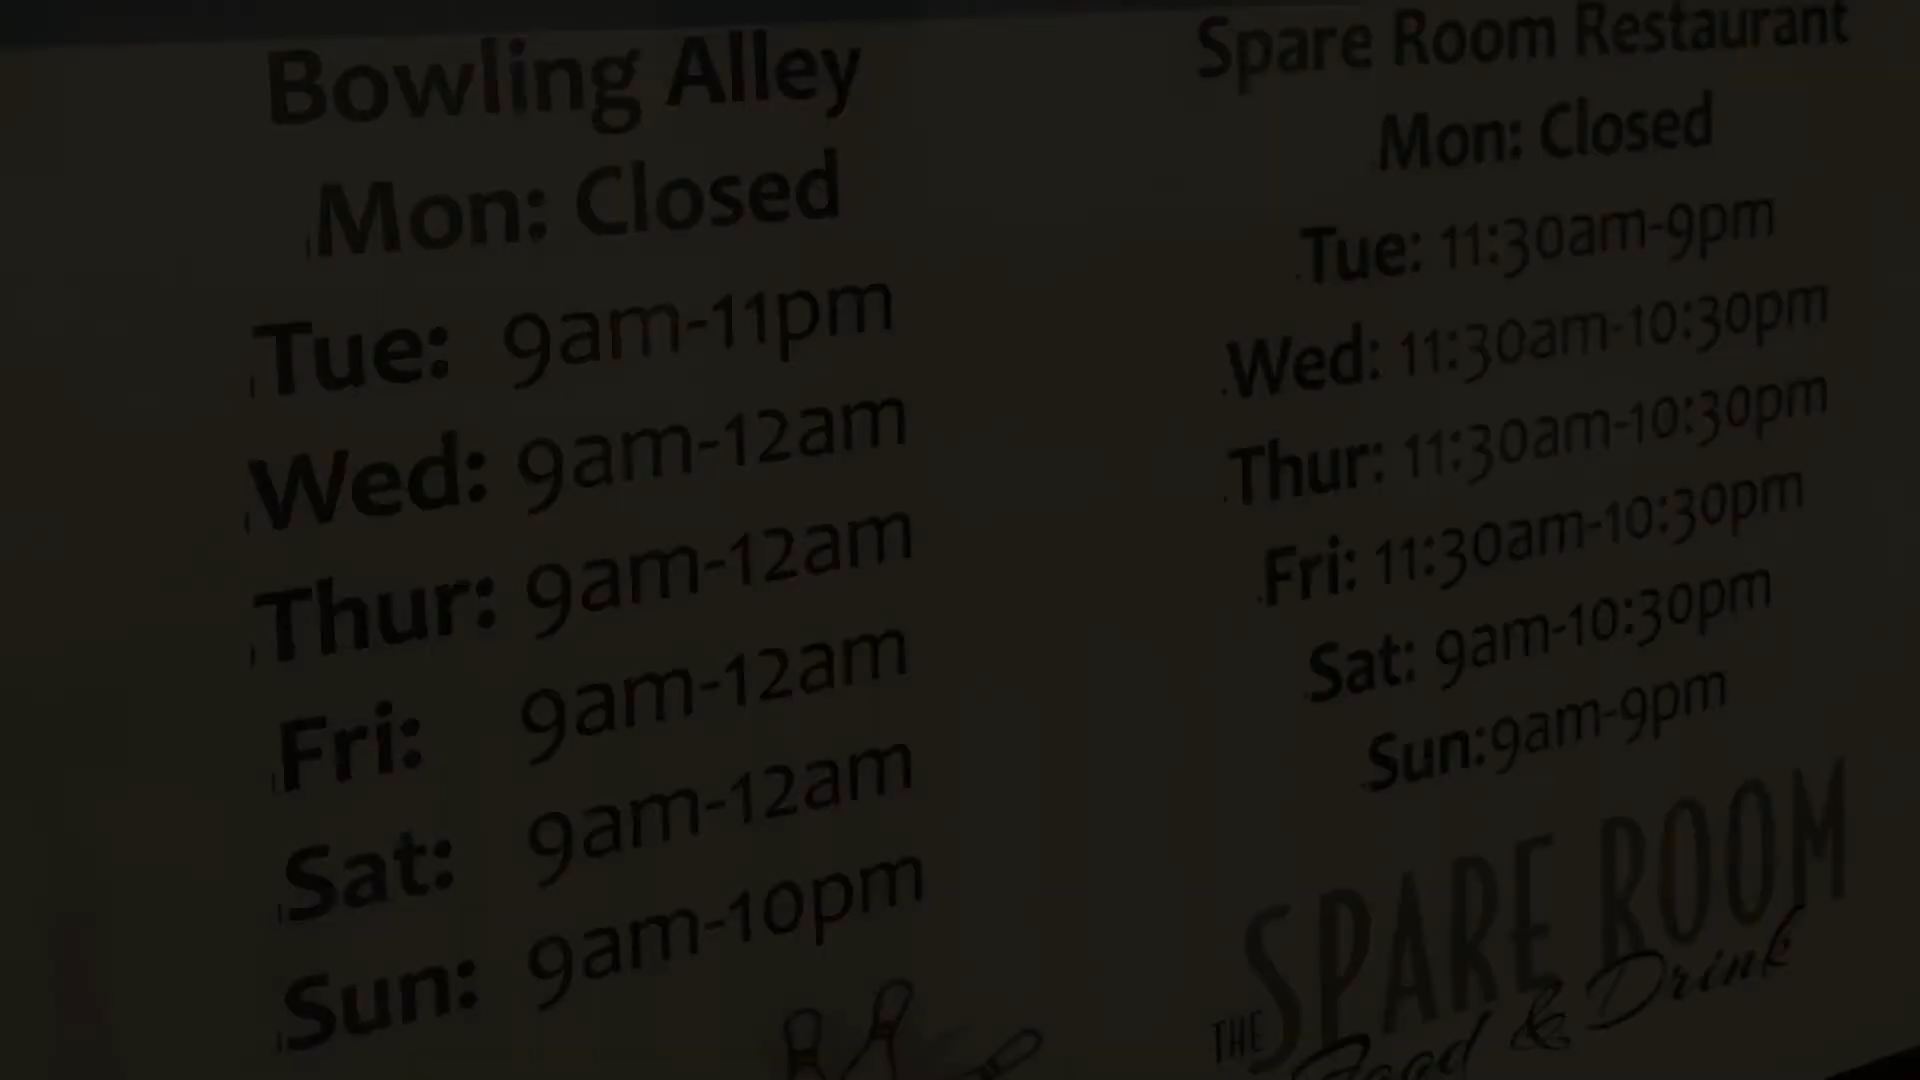 Bowling Alley
Mon: Closed
Tue: 9am-11pm
Wed: 9am-12am
Thur: 9am-12am
Fri: 9am-12am
Sat: 9am-12am
Sun: 9am-10pm
Spare Room Restaurant
Mon: Closed
Tue: 11:30am-9pm
Wed: 11:30am-10:30pm
Thur: 11:30am-10:30pm
Fri: 11:30am-10:30pm
Sat: 9am-10:30pm
Sun:9am-9pm
THE SPARE ROOM
Food & Drink